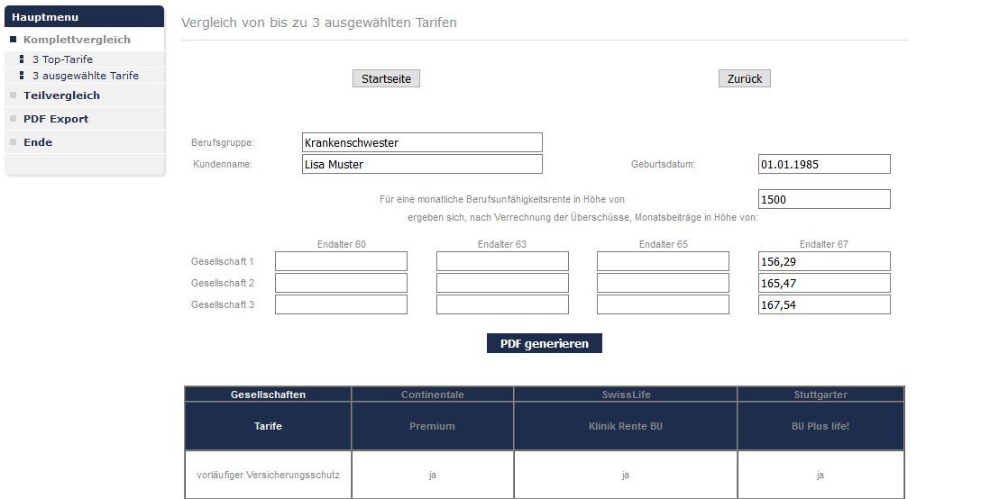 Hauptmenu
Komplettvergleich
3 Top-Tarife
3 ausgewählte Tarife
Teilvergleich
PDF Export
Ende
Vergleich von bis zu 3 ausgewählten Tarifen
Startseite Zurück
Berufsgruppe: Krankenschwester
Kundenname: Lisa Muster Geburtsdatum: 01.01.1985
Für eine monatliche Berufsunfähigkeitsrente in Höhe von 1500
ergeben sich, nach Verrechnung der Überschüsse, Monatsbeiträge in Höhe von:
Endalter 60 Endalter 63 Endalter 65 Endalter 67
Gesellschaft 1 156,29
Gesellschaft 2 165,47
Gesellschaft 3 167,54
PDF generieren
Gesellschaften Continentale SwissLife Stuttgarter
Tarife Premium Klinik Rente BU BU Plus life!
vorläufiger Versicherungsschutz ja ja ja